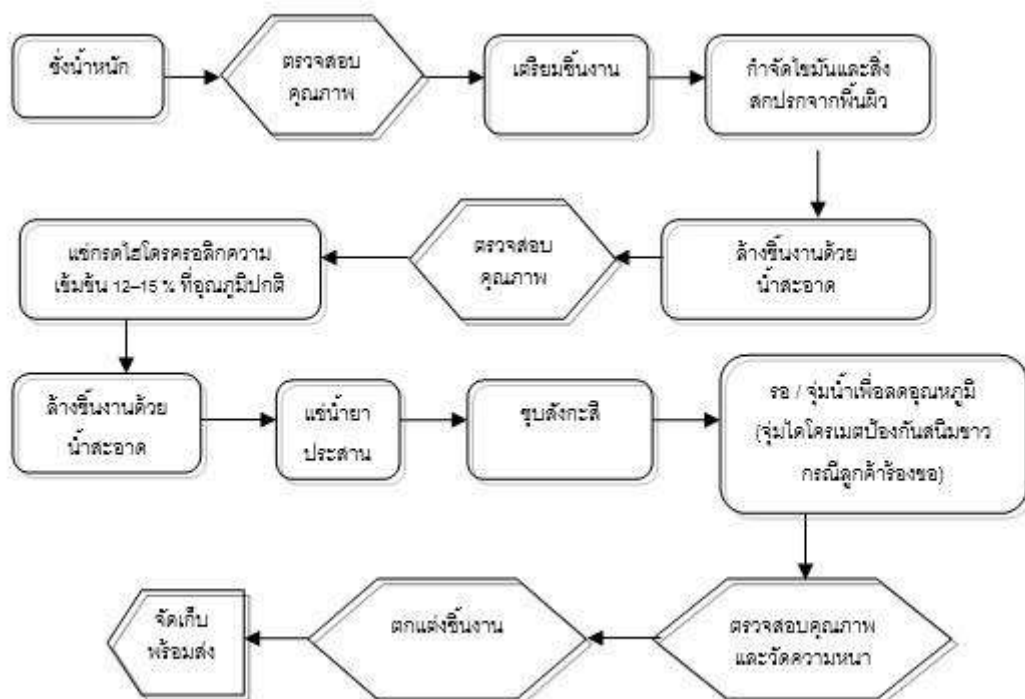 ชั่งน้ำหนัก
ตรวจสอบ
คุณภาพ
เตรียมชิ้นงาน
กำจัดไขมันและสิ่ง
สกปรกจากพื้นผิว
ล้างชิ้นงานด้วย
น้ำสะอาด
ตรวจสอบ
คุณภาพ
แช่กรดไฮโดรครอลิกความ
เข้มข้น 12–15 % ที่อุณภูมิปกติ
ล้างชิ้นงานด้วย
น้ำสะอาด
แช่น้ำยา
ประสาน
ชุบสังกะสี
รอ / จุ่มน้ำเพื่อลดอุณหภูมิ
(จุ่มไดโครเมตป้องกันสนิมขาว
กรณีลูกค้าร้องขอ)
ตรวจสอบคุณภาพ
และวัดความหนา
ตกแต่งชิ้นงาน
จัดเก็บ
พร้อมส่ง